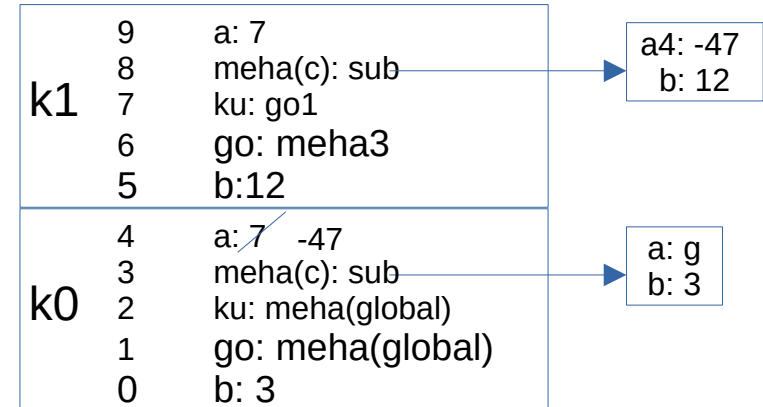 k1
9 a: 7
8 meha(c): sub
7 ku: go1
6 go: meha3
5 b:12
a4: -47
b: 12
k0
4 a: 7 -47
3 meha(c): sub
2 ku: meha(global)
1 go: meha(global)
0 b: 3
a: g
b: 3